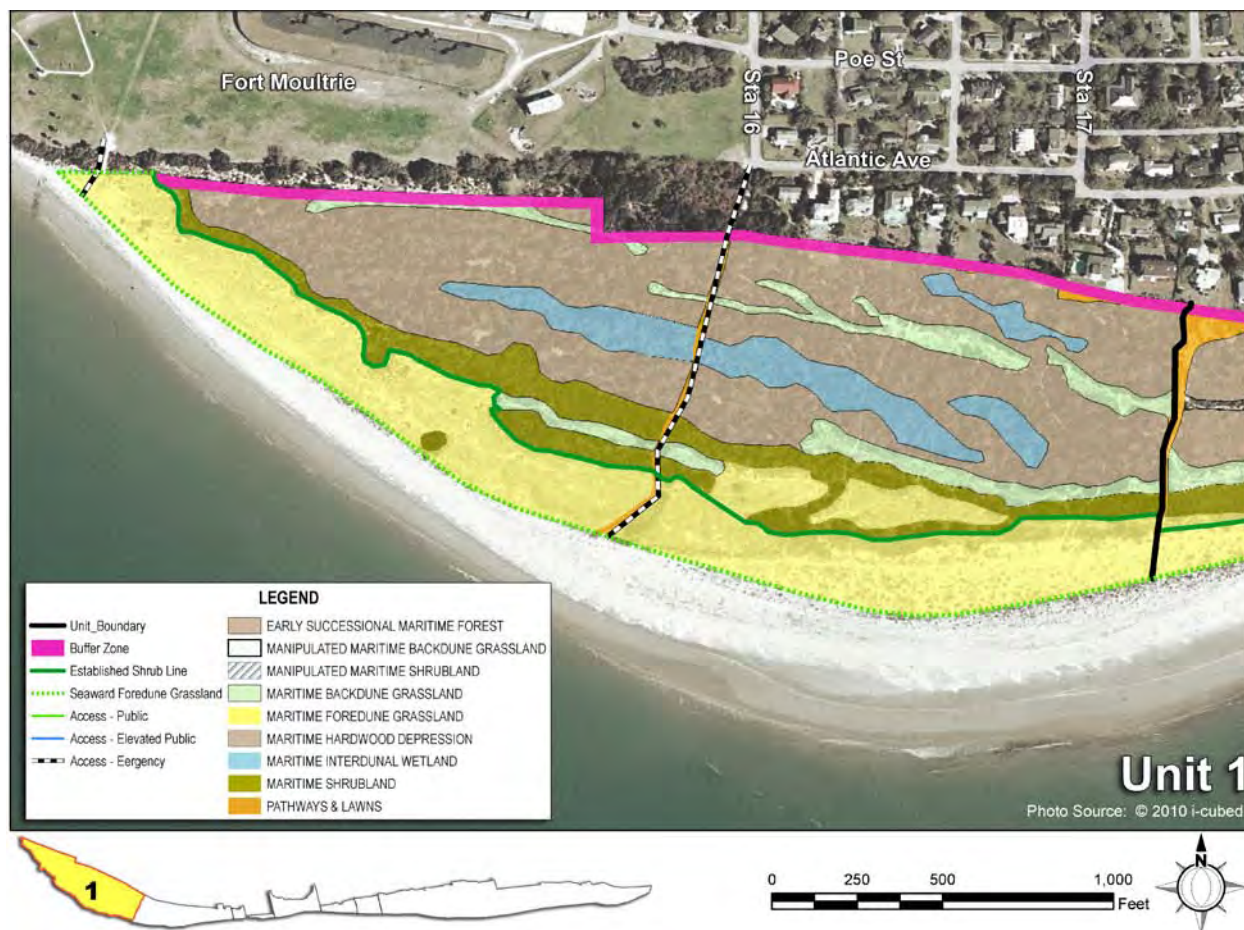 Fort Moultrie
Poe St
Sta 16
Sta 17
Atlantic Ave
LEGEND
Unit_Boundary
Buffer Zone
Established Shrub Line
Seaward Foredune Grassland
Access - Public
Access - Elevated Public
Access - Eergency
EARLY SUCCESSIONAL MARITIME FOREST
MANIPULATED MARITIME BACKDUNE GRASSLAND
MANIPULATED MARITIME SHRUBLAND
MARITIME BACKDUNE GRASSLAND
MARITIME FOREDUNE GRASSLAND
MARITIME HARDWOOD DEPRESSION
MARITIME INTERDUNAL WETLAND
MARITIME SHRUBLAND
PATHWAYS & LAWNS
Unit 1
Photo Source: © 2010 i-cubed
1
0 250 500 1,000
Feet
N